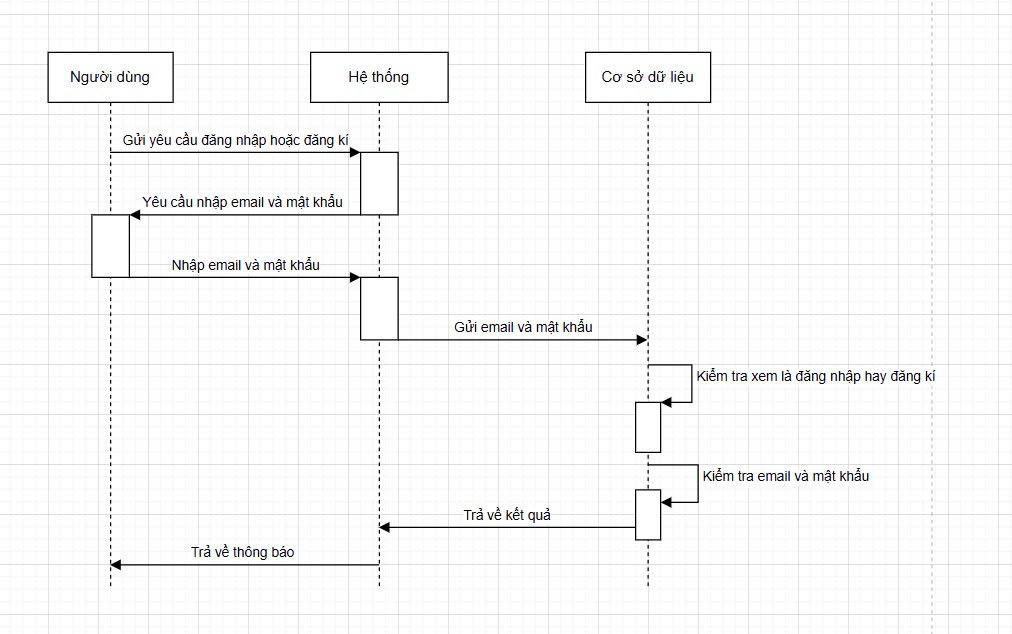 Người dùng
Hệ thống
Cơ sở dữ liệu
Gửi yêu cầu đăng nhập hoặc đăng kí
Yêu cầu nhập email và mật khẩu
Nhập email và mật khẩu
Gửi email và mật khẩu
Kiểm tra xem là đăng nhập hay đăng kí
Kiểm tra email và mật khẩu
Trả về kết quả
Trả về thông báo